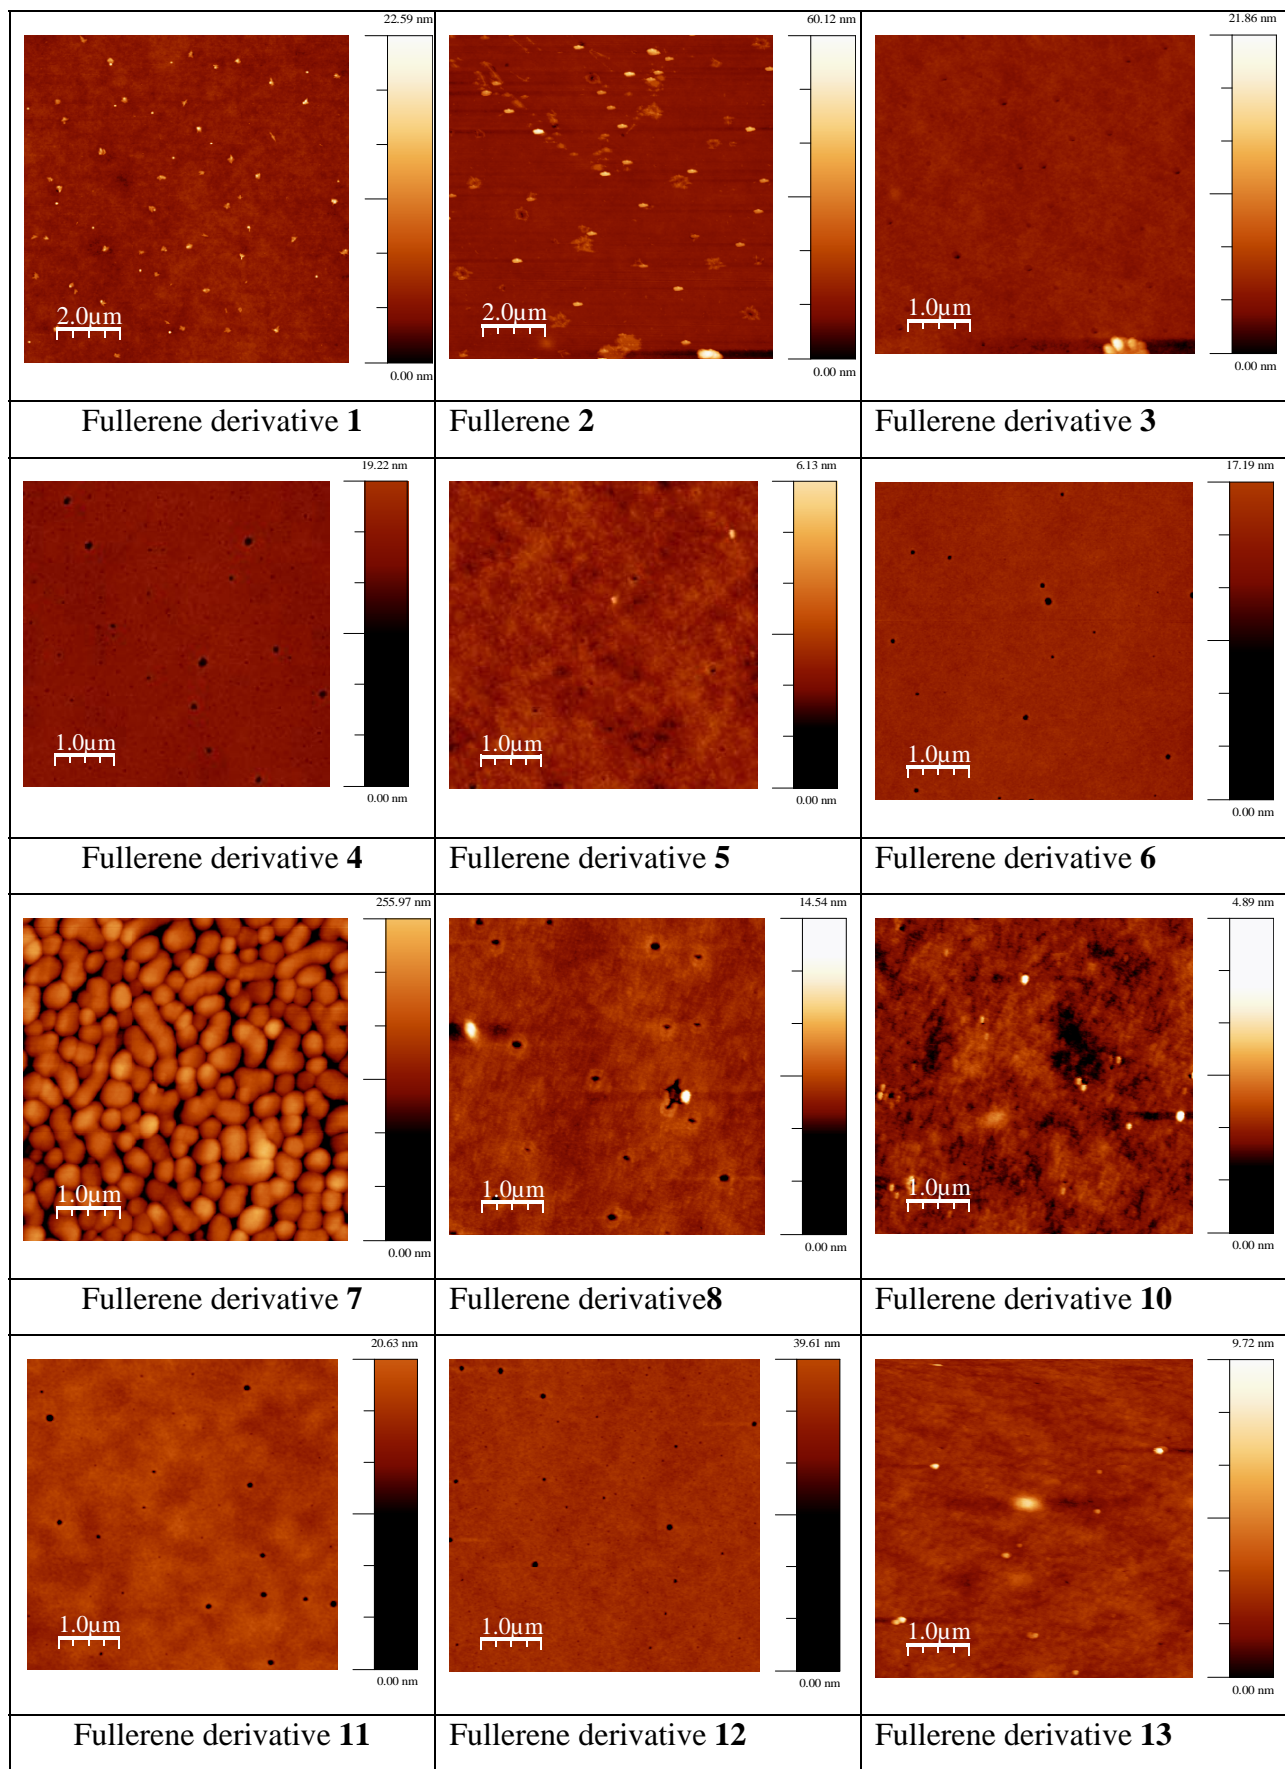 22.59 nm
2.0μm
0.00 nm
60.12 nm
2.0μm
0.00 nm
21.86 nm
1.0μm
0.00 nm
Fullerene derivative 1
Fullerene 2
Fullerene derivative 3
19.22 nm
1.0μm
0.00 nm
6.13 nm
1.0μm
0.00 nm
17.19 nm
1.0μm
0.00 nm
Fullerene derivative 4
Fullerene derivative 5
Fullerene derivative 6
255.97 nm
1.0μm
0.00 nm
14.54 nm
1.0μm
0.00 nm
4.89 nm
1.0μm
0.00 nm
Fullerene derivative 7
Fullerene derivative8
Fullerene derivative 10
20.63 nm
1.0μm
0.00 nm
39.61 nm
1.0μm
0.00 nm
9.72 nm
1.0μm
0.00 nm
Fullerene derivative 11
Fullerene derivative 12
Fullerene derivative 13